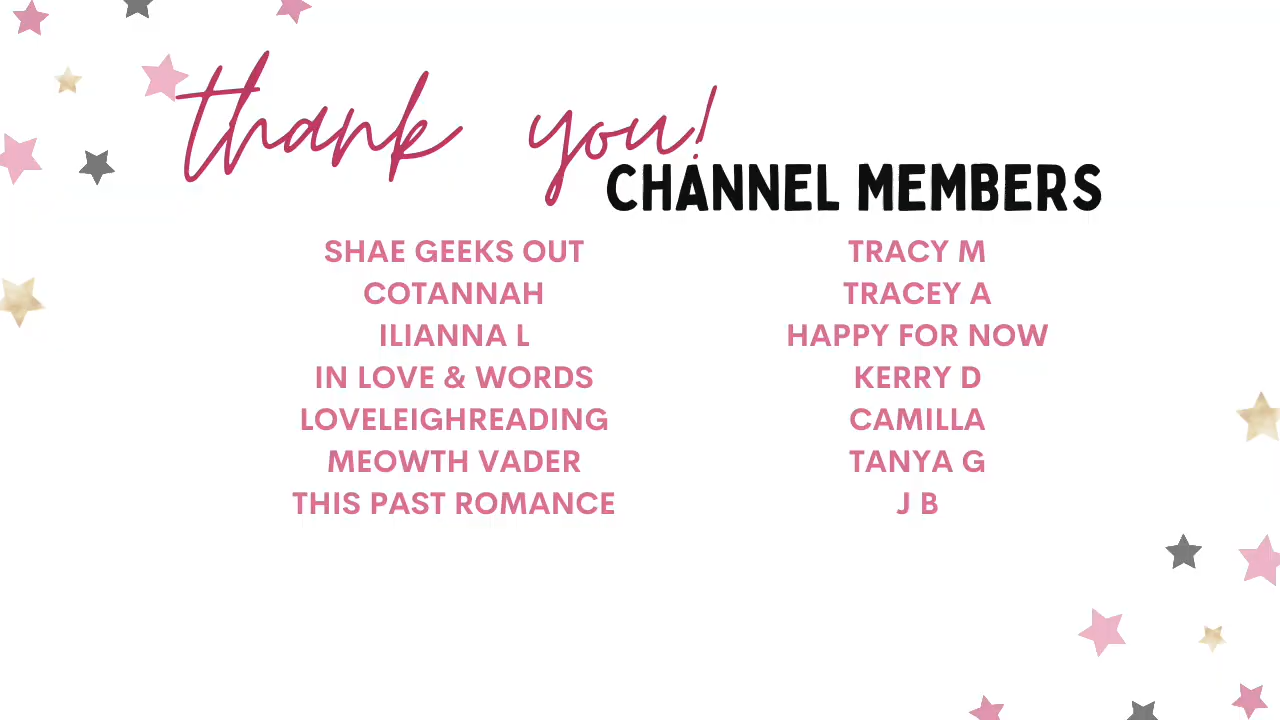 thank you!
CHANNEL MEMBERS
SHAE GEEKS OUT
COTANNAH
ILIANNA L
IN LOVE & WORDS
LOVELEIGHREADING
MEOWTH VADER
THIS PAST ROMANCE
TRACY M
TRACEY A
HAPPY FOR NOW
KERRY D
CAMILLA
TANYA G
J B